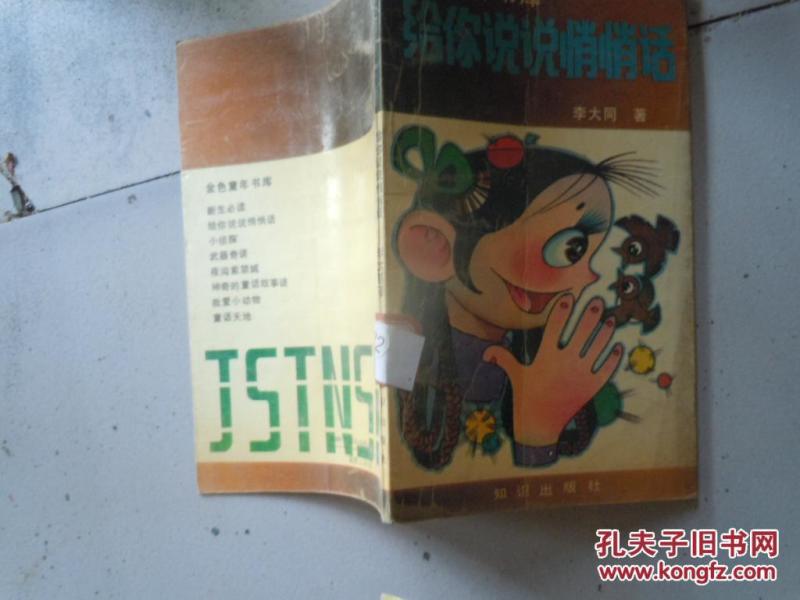 给你说说悄悄话
李大同 著
知识出版社
金色童年书库
新生必读
给你说说悄悄话
小侦探
武器奇谈
夜闯紫禁城
神奇的童话故事谜
我爱小动物
童话天地
JSTNS
孔夫子旧书网
www.kongfz.com